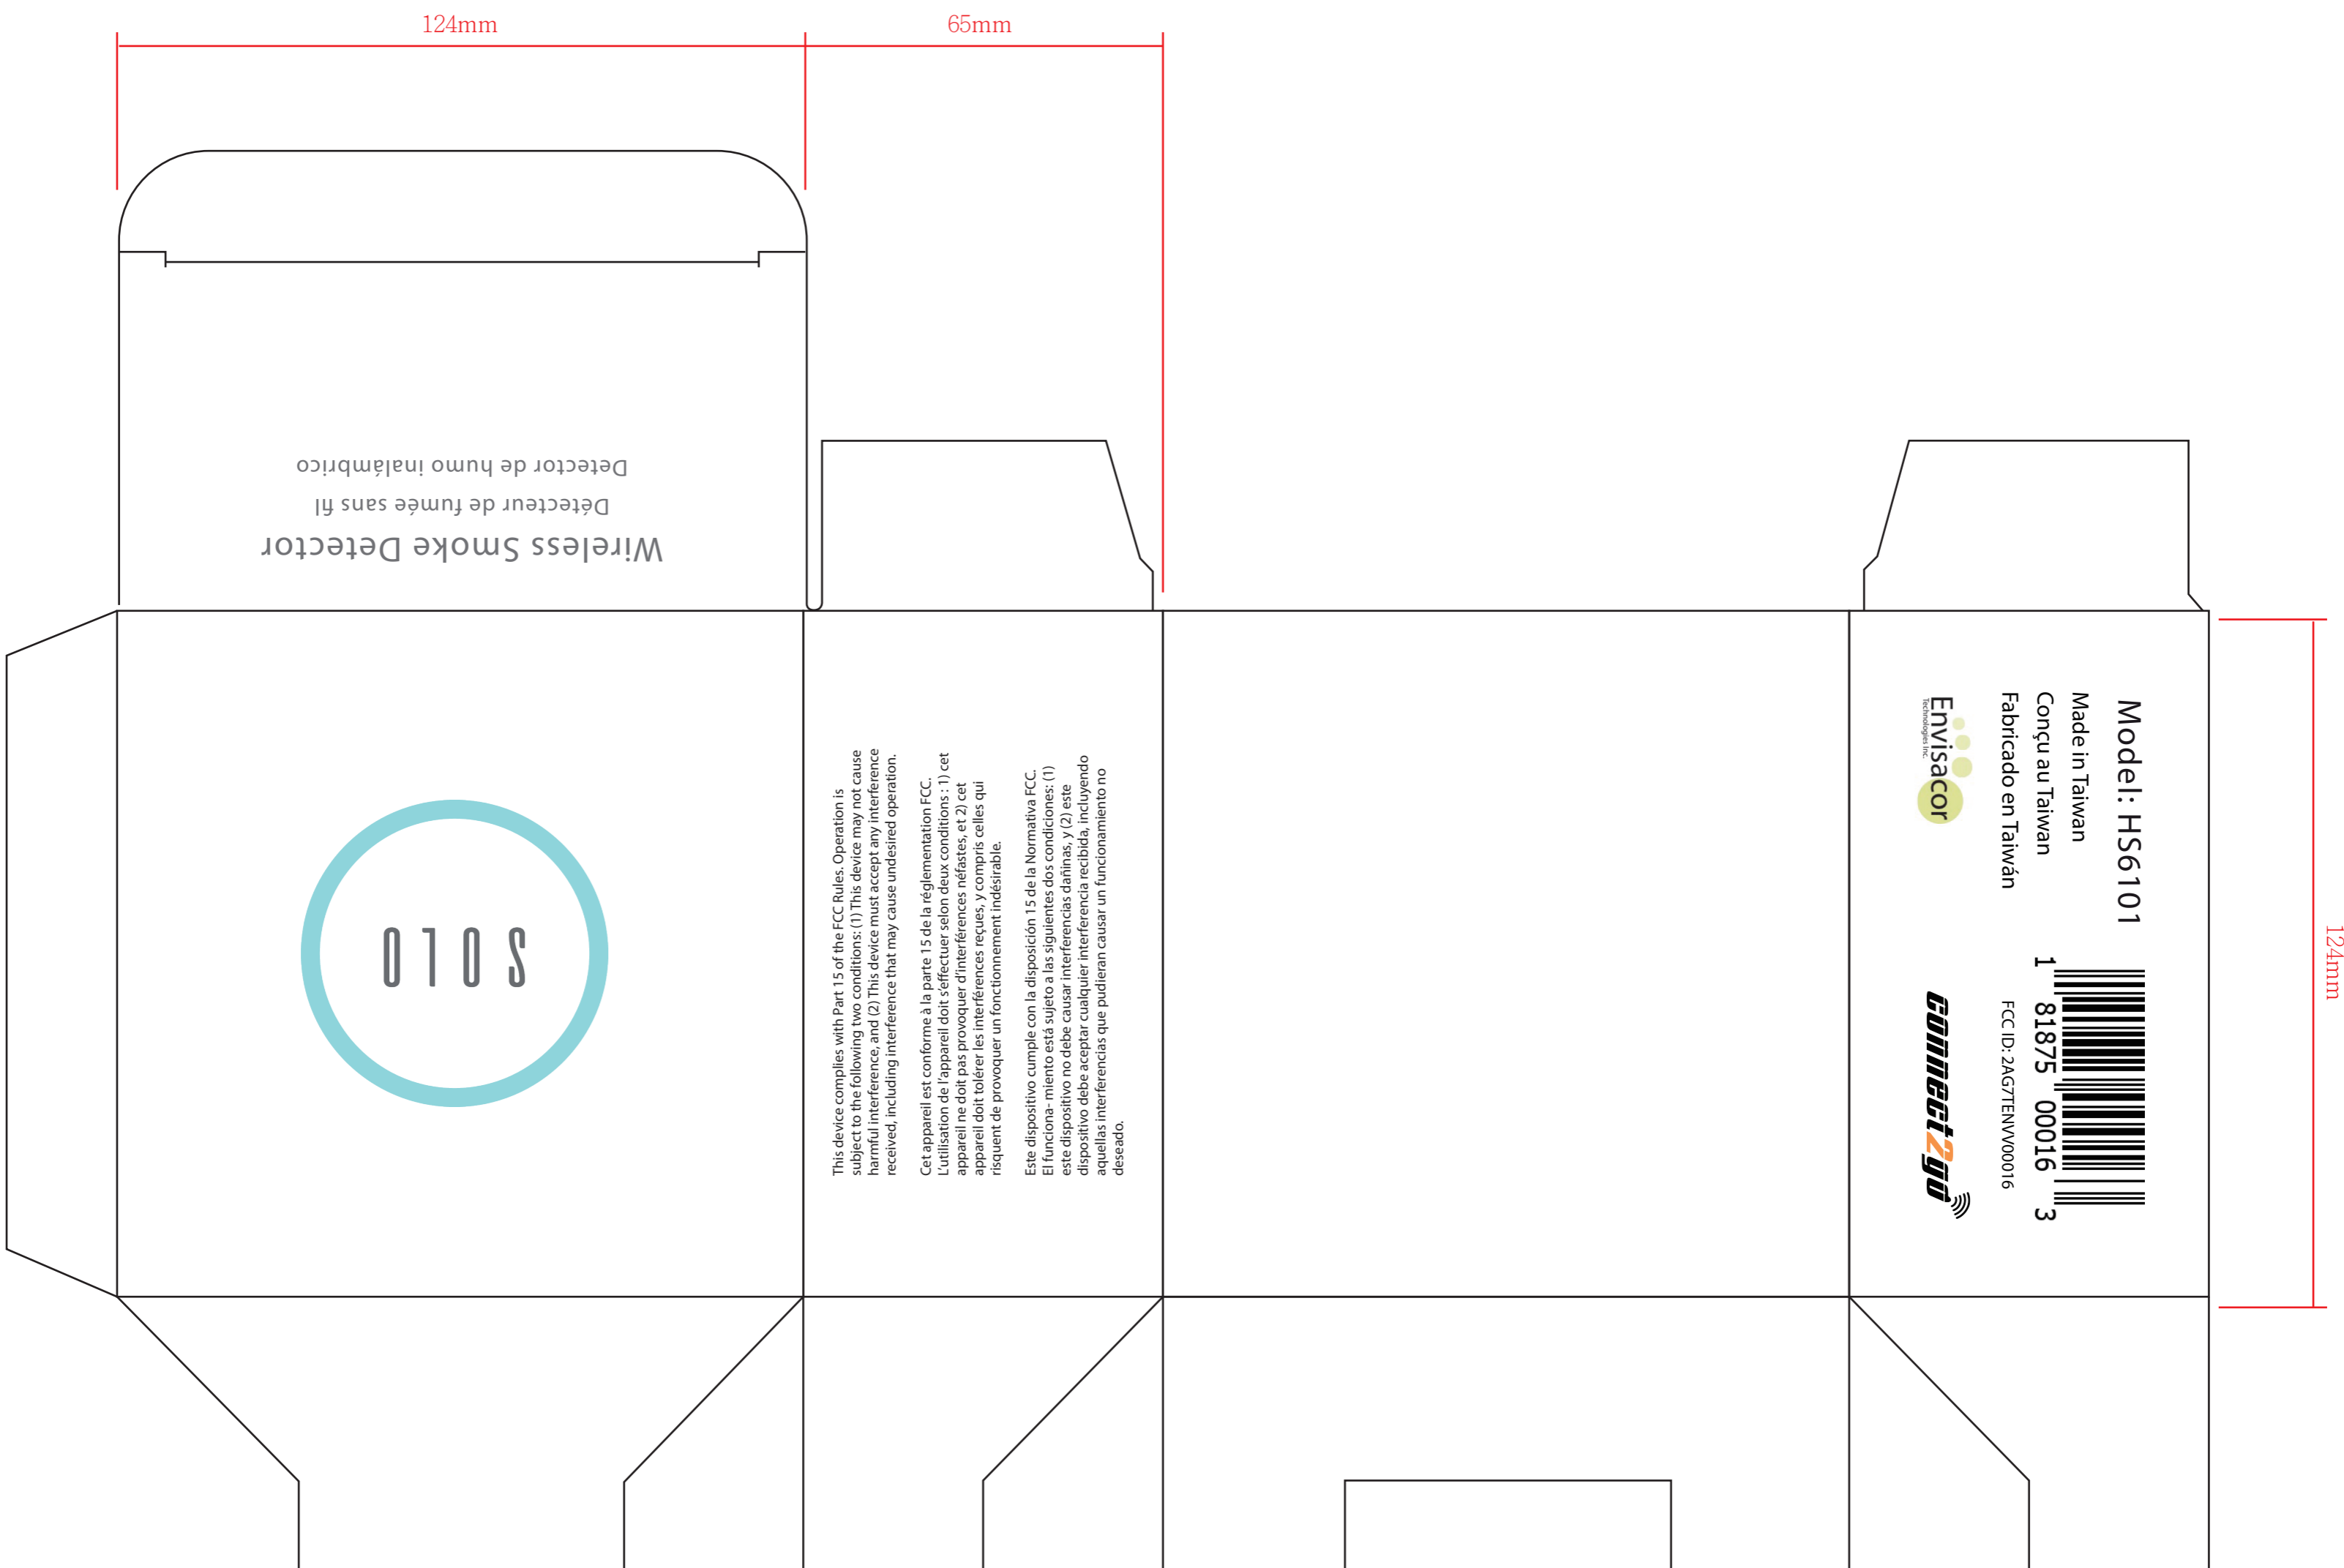 124mm
65mm
Wireless Smoke Detector
Détecteur de fumée sans fil
Detector de humo inalámbrico
SOLO
This device complies with Part 15 of the FCC Rules. Operation is
subject to the following two conditions: (1) This device may not cause
harmful interference, and (2) This device must accept any interference
received, including interference that may cause undesired operation.
Cet appareil est conforme à la parte 15 de la réglementation FCC.
L'utilisation de l'appareil doit s'effectuer selon deux conditions : 1) cet
appareil ne doit pas provoquer d'interférences néfastes, et 2) cet
appareil doit tolérer les interférences reçues, y compris celles qui
risquent de provoquer un fonctionnement indésirable.
Este dispositivo cumple con la disposición 15 de la Normativa FCC.
El funciona- miento está sujeto a las siguientes dos condiciones: (1)
este dispositivo no debe causar interferencias dañinas, y (2) este
dispositivo debe aceptar cualquier interferencia recibida, incluyendo
aquellas interferencias que pudieran causar un funcionamiento no
deseado.
Model: HS6101
Made in Taiwan
Conçu au Taiwan
Fabricado en Taiwán
Envisacor
Technologies Inc.
1 81875 00016 3
FCC ID: 2AG7TENVV00016
connect2go
124mm